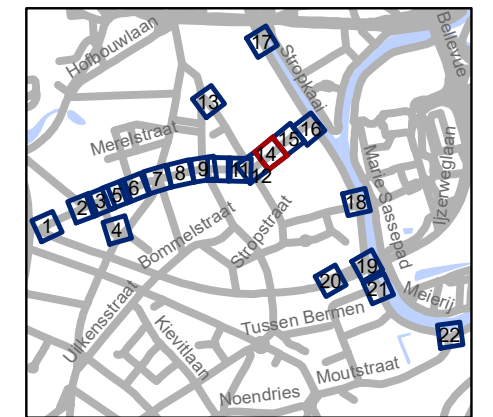 Hofbouwlaan
17
Stropkaai
Bellevue
13
Merelstraat
16
15
14
12
11
9
8
7
6
5
3
2
1
4
Marie Sassepad
Ijzerweglaan
18
Bommelstraat
Stropstraat
19
20
21
Meierij
Uilkensstraat
Tussen Bermen
22
Kievitlaan
Moutstraat
Noendries